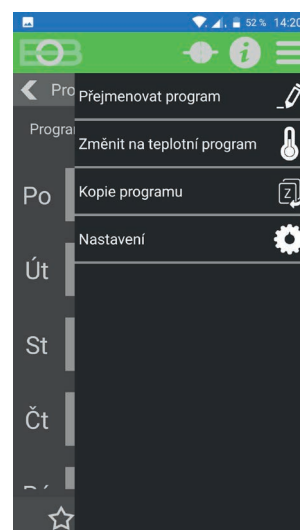 52 % 14:20
EOB
i
Pro
Přejmenovat program
Progra
Změnit na teplotní program
Po
Kopie programu
Z
Nastavení
Út
St
Čt